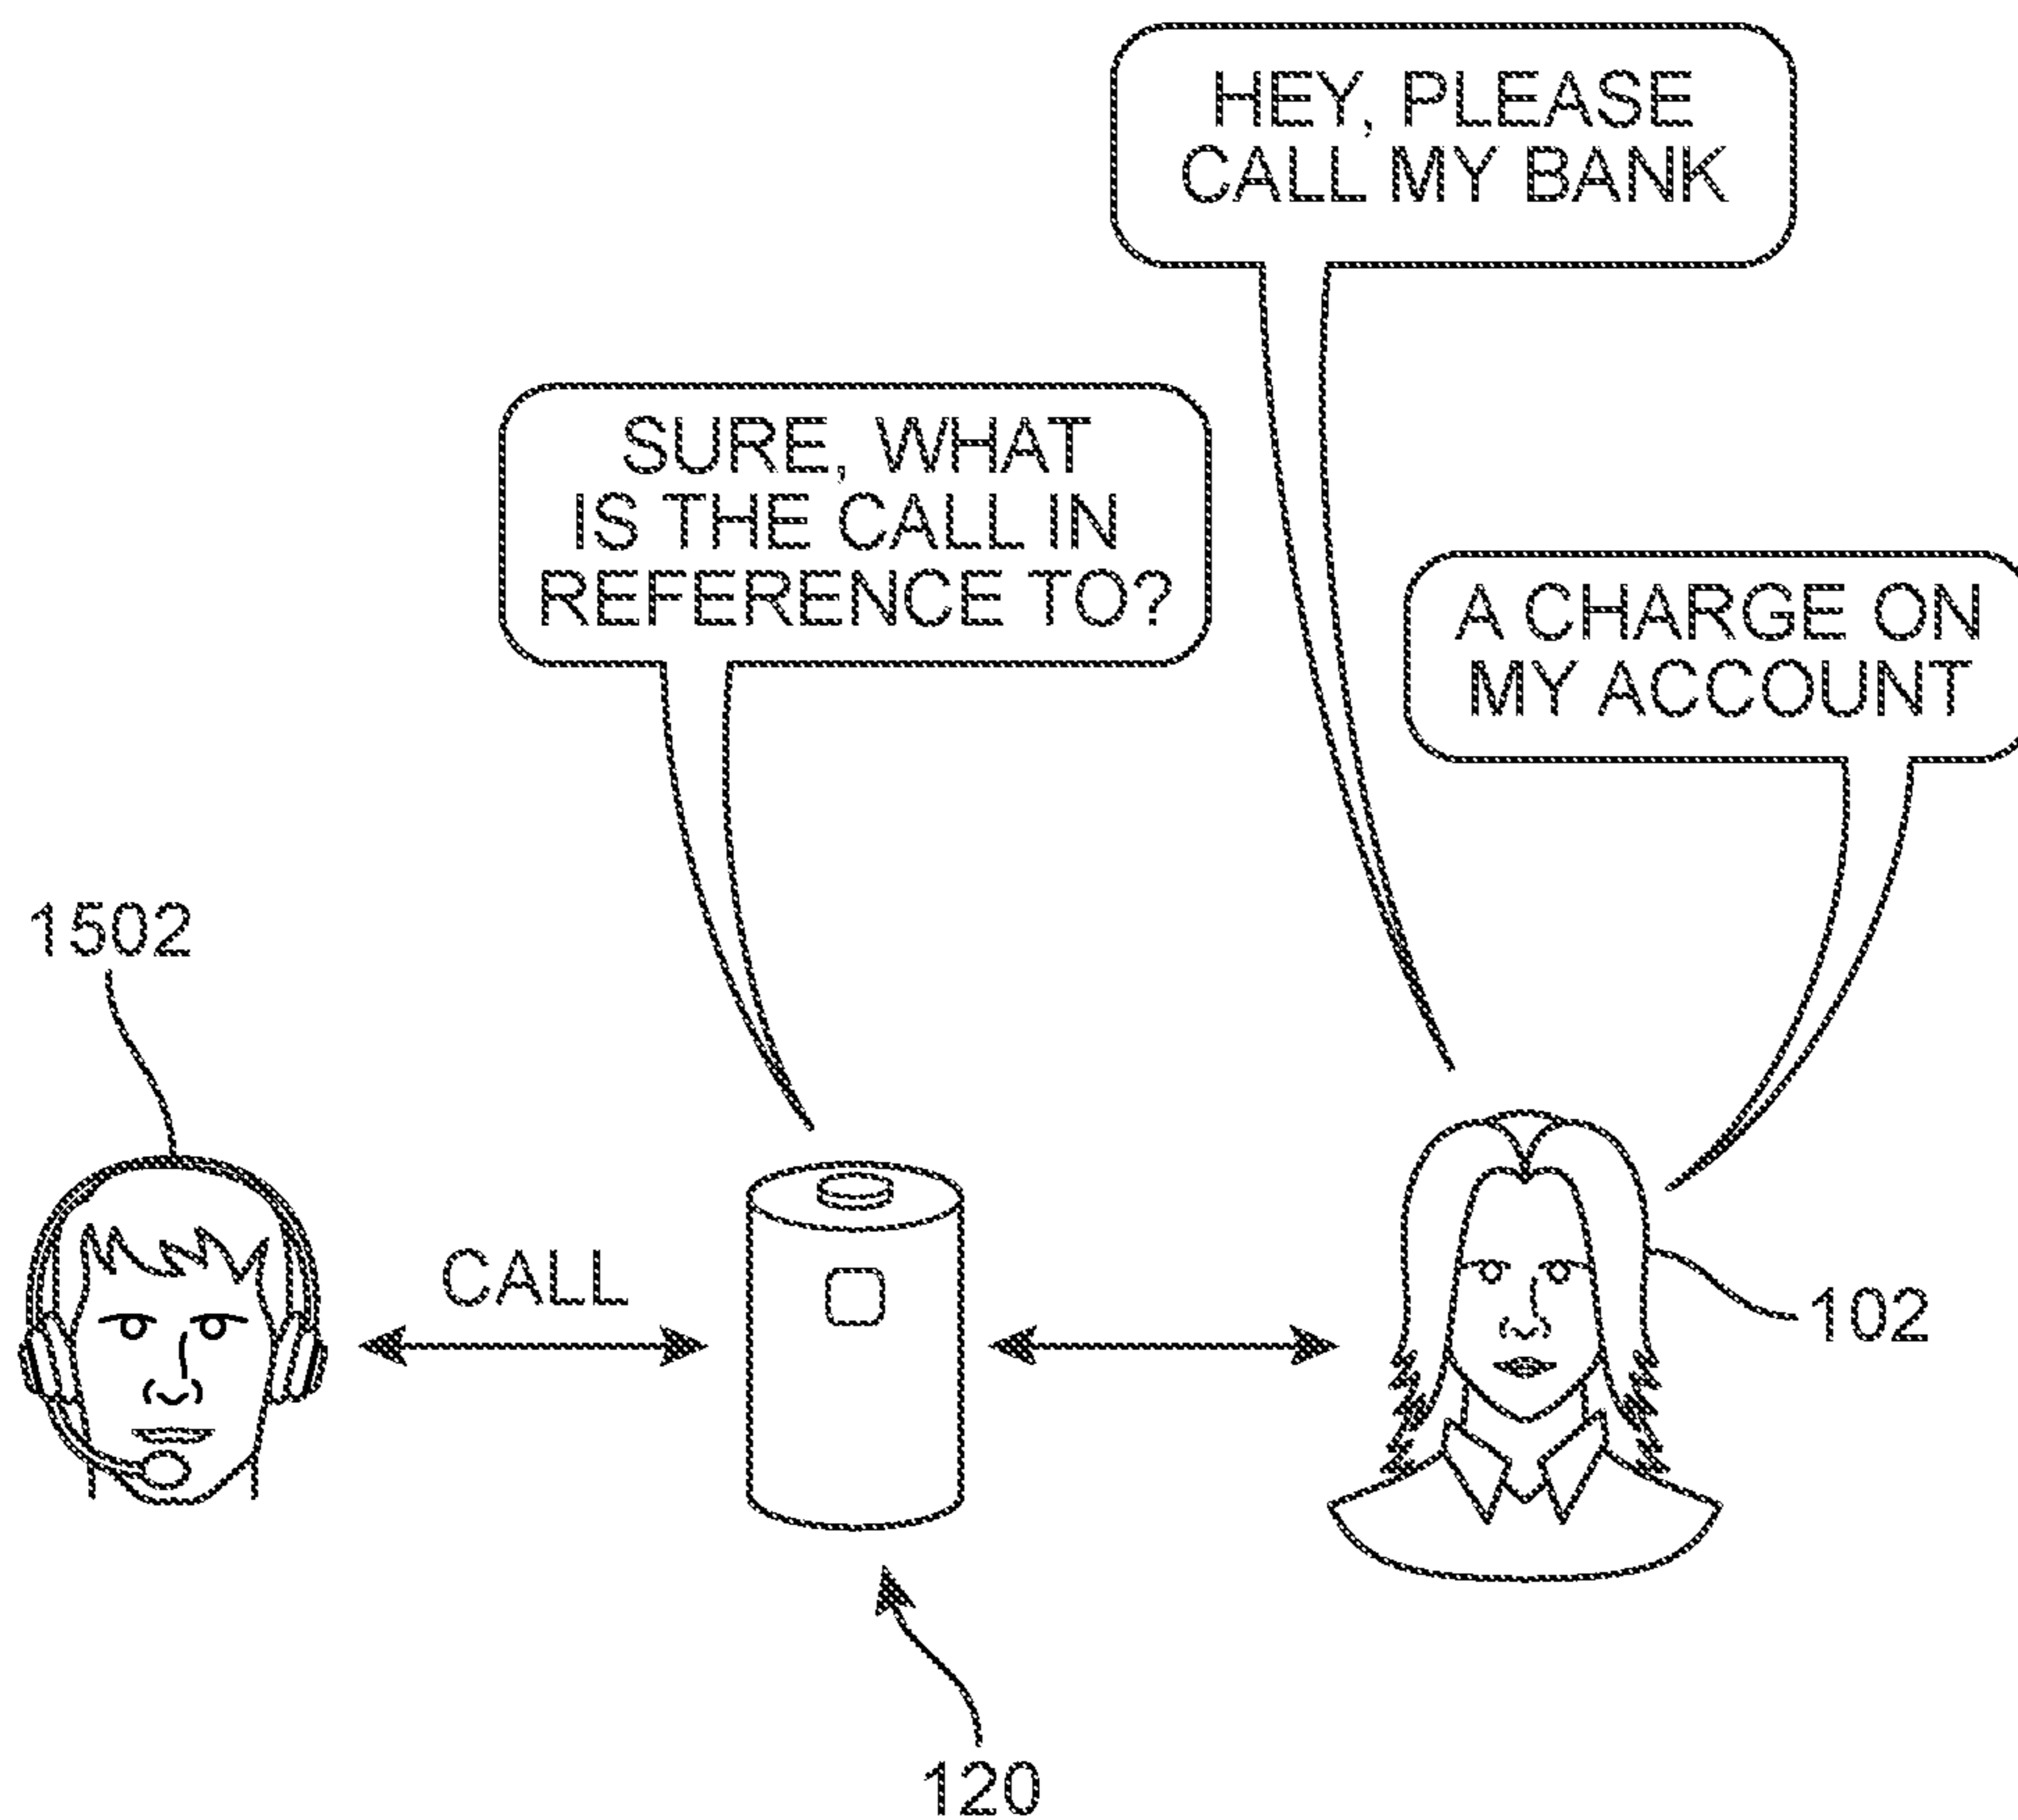 HEY, PLEASE
CALL MY BANK
SURE, WHAT
IS THE CALL IN
REFERENCE TO?
A CHARGE ON
MY ACCOUNT
1502
CALL
102
120